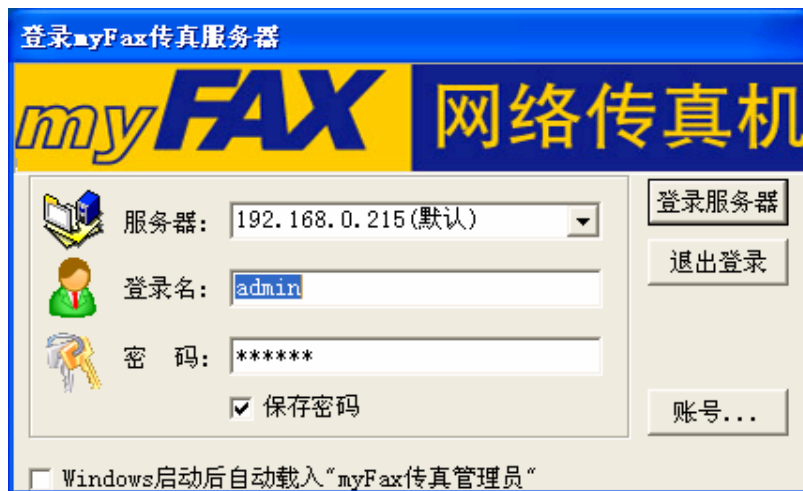 登录myFax传真服务器
myFAX 网络传真机
服务器: 192.168.0.215(默认)
登录服务器
登录名: admin
退出登录
密 码: ******
保存密码
账号...
Windows启动后自动载入"myFax传真管理员"